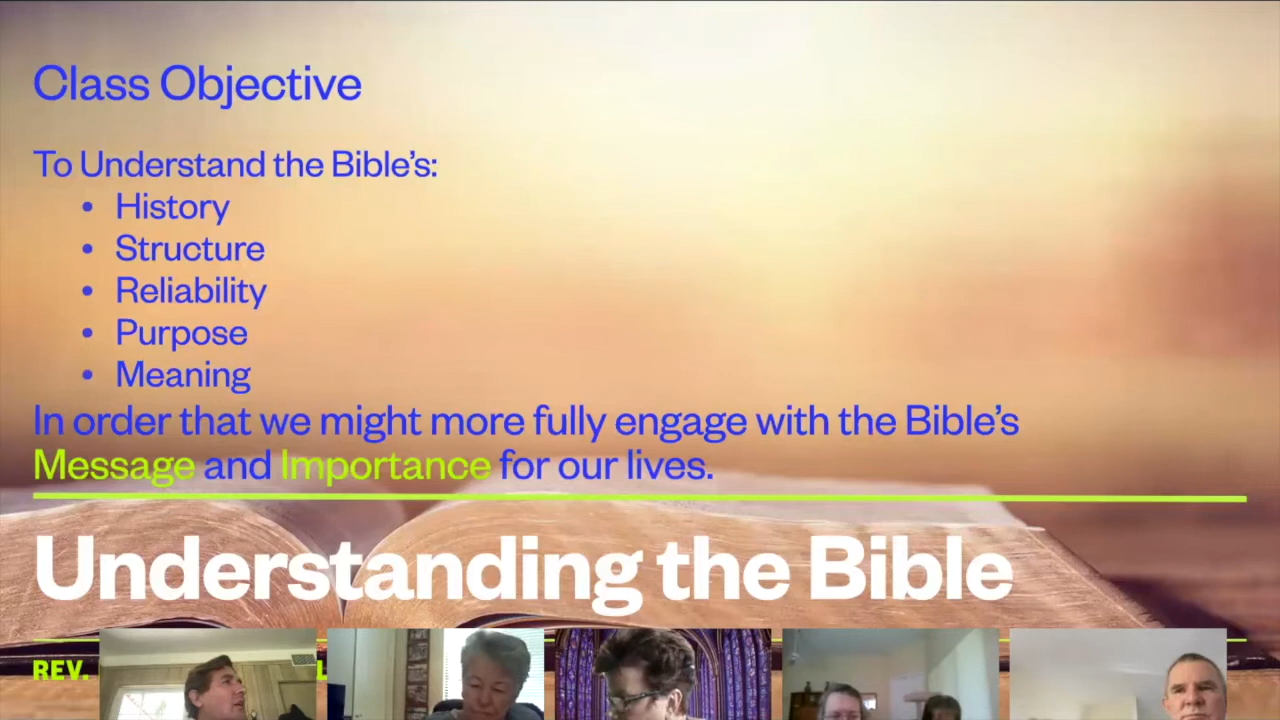 Class Objective
To Understand the Bible's:
• History
• Structure
• Reliability
• Purpose
• Meaning
In order that we might more fully engage with the Bible's
Message and Importance for our lives.
Understanding the Bible
REV.